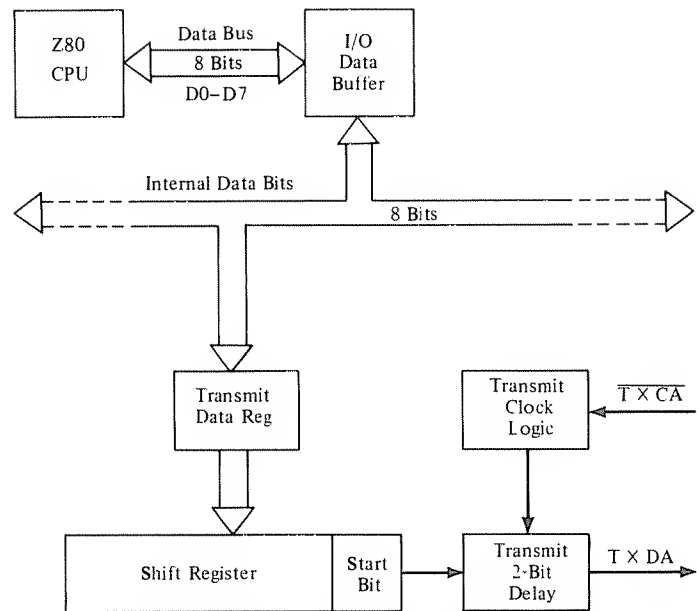 Z80
CPU
Data Bus
8 Bits
D0–D7
I/O
Data
Buffer
Internal Data Bits
8 Bits
Transmit
Data Reg
Transmit
Clock
Logic
T × CA
Shift Register
Start
Bit
Transmit
2-Bit
Delay
T × DA